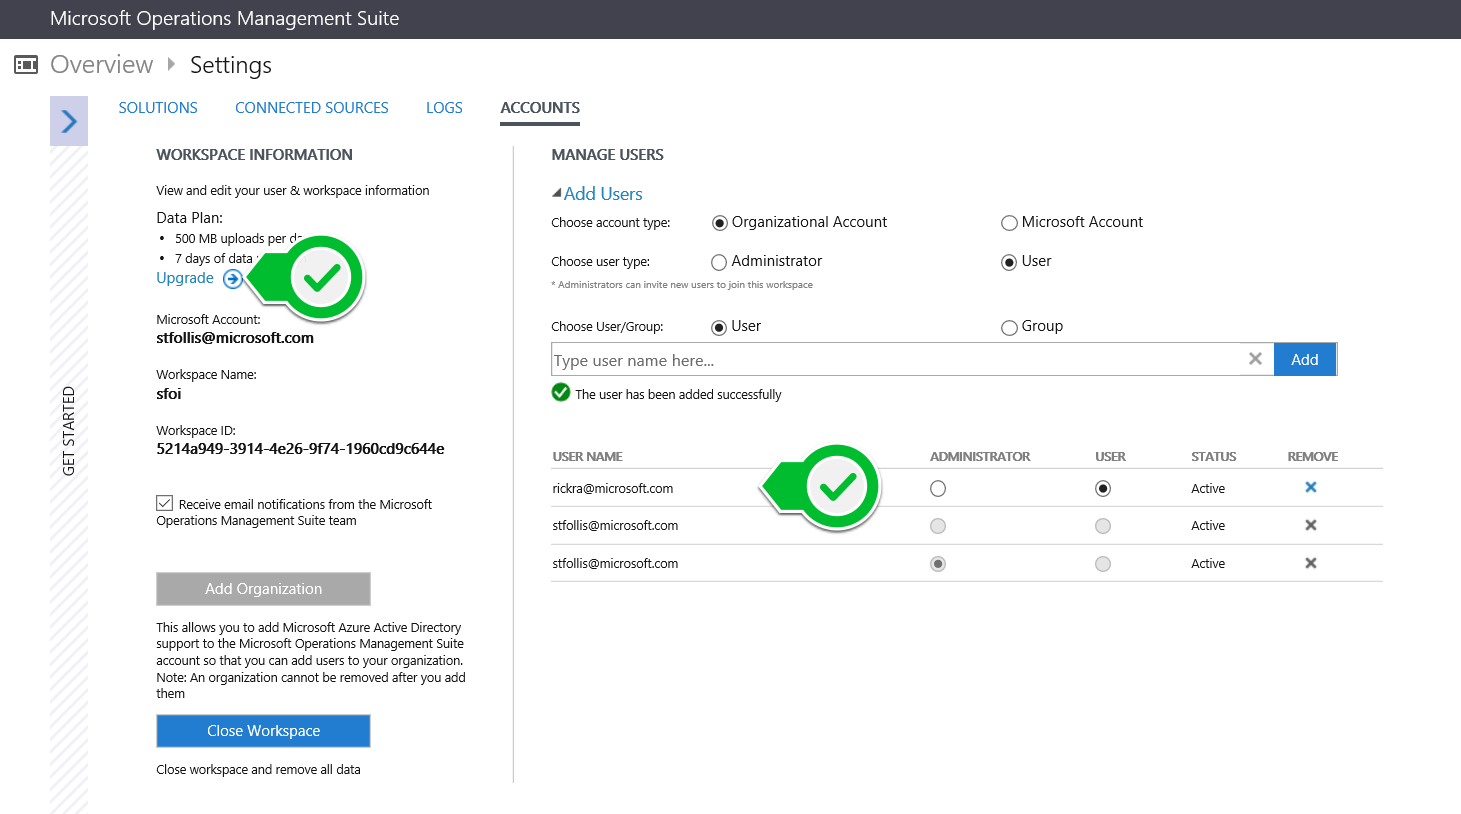 Microsoft Operations Management Suite
Overview Settings
SOLUTIONS CONNECTED SOURCES LOGS ACCOUNTS
GET STARTED
WORKSPACE INFORMATION
View and edit your user & workspace information
Data Plan:
• 500 MB uploads per
• 7 days of data
Upgrade
Microsoft Account:
stfollis@microsoft.com
Workspace Name:
sfoi
Workspace ID:
5214a949-3914-4e26-9f74-1960cd9c644e
Receive email notifications from the Microsoft
Operations Management Suite team
Add Organization
This allows you to add Microsoft Azure Active Directory
support to the Microsoft Operations Management Suite
account so that you can add users to your organization.
Note: An organization cannot be removed after you add
them
Close Workspace
Close workspace and remove all data
MANAGE USERS
Add Users
Choose account type: Organizational Account Microsoft Account
Choose user type: Administrator User
* Administrators can invite new users to join this workspace
Choose User/Group: User Group
Type user name here... Add
The user has been added successfully
USER NAME ADMINISTRATOR USER STATUS REMOVE
rickra@microsoft.com Active
stfollis@microsoft.com Active
stfollis@microsoft.com Active